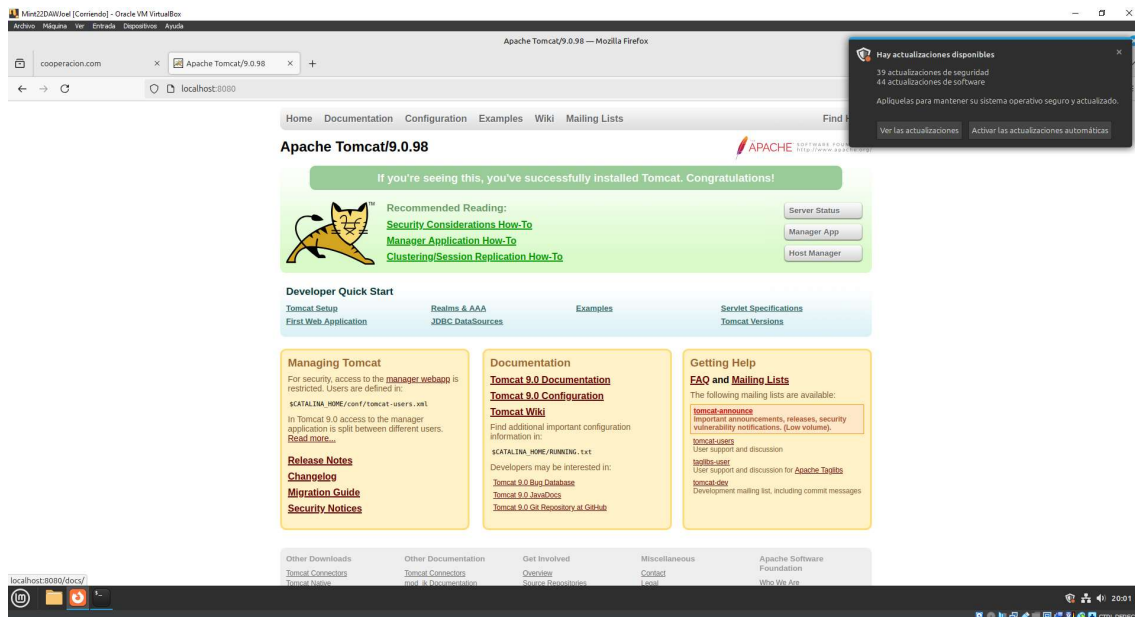 Mint22DAWJoel [Corriendo] - Oracle VM VirtualBox
Archivo Máquina Ver Entrada Dispositivos Ayuda
Apache Tomcat/9.0.98 — Mozilla Firefox
cooperacion.com
Apache Tomcat/9.0.98
localhost:8080
Hay actualizaciones disponibles
39 actualizaciones de seguridad
44 actualizaciones de software
Aplíquelas para mantener su sistema operativo seguro y actualizado.
Ver las actualizaciones Activar las actualizaciones automáticas
Home Documentation Configuration Examples Wiki Mailing Lists Find
Apache Tomcat/9.0.98
APACHE
If you're seeing this, you've successfully installed Tomcat. Congratulations!
TM
Recommended Reading:
Security Considerations How-To
Manager Application How-To
Clustering/Session Replication How-To
Server Status
Manager App
Host Manager
Developer Quick Start
Tomcat Setup Realms & AAA Examples Servlet Specifications
First Web Application JDBC DataSources Tomcat Versions
Managing Tomcat
For security, access to the manager webapp is
restricted. Users are defined in:
$CATALINA_HOME/conf/tomcat-users.xml
In Tomcat 9.0 access to the manager
application is split between different users.
Read more...
Release Notes
Changelog
Migration Guide
Security Notices
Documentation
Tomcat 9.0 Documentation
Tomcat 9.0 Configuration
Tomcat Wiki
Find additional important configuration
information in:
$CATALINA_HOME/RUNNING.txt
Developers may be interested in:
Tomcat 9.0 Bug Database
Tomcat 9.0 JavaDocs
Tomcat 9.0 Git Repository at GitHub
Getting Help
FAQ and Mailing Lists
The following mailing lists are available:
tomcat-announce
Important announcements, releases, security
vulnerability notifications. (Low volume).
tomcat-users
User support and discussion
taglibs-user
User support and discussion for Apache Taglibs
tomcat-dev
Development mailing list, including commit messages
Other Downloads Other Documentation Get Involved Miscellaneous Apache Software
Foundation
Tomcat Connectors Tomcat Connectors Overview Contact
Who We Are
Tomcat Native mod_jk Documentation Source Repositories Legal
localhost:8080/docs/
20:01